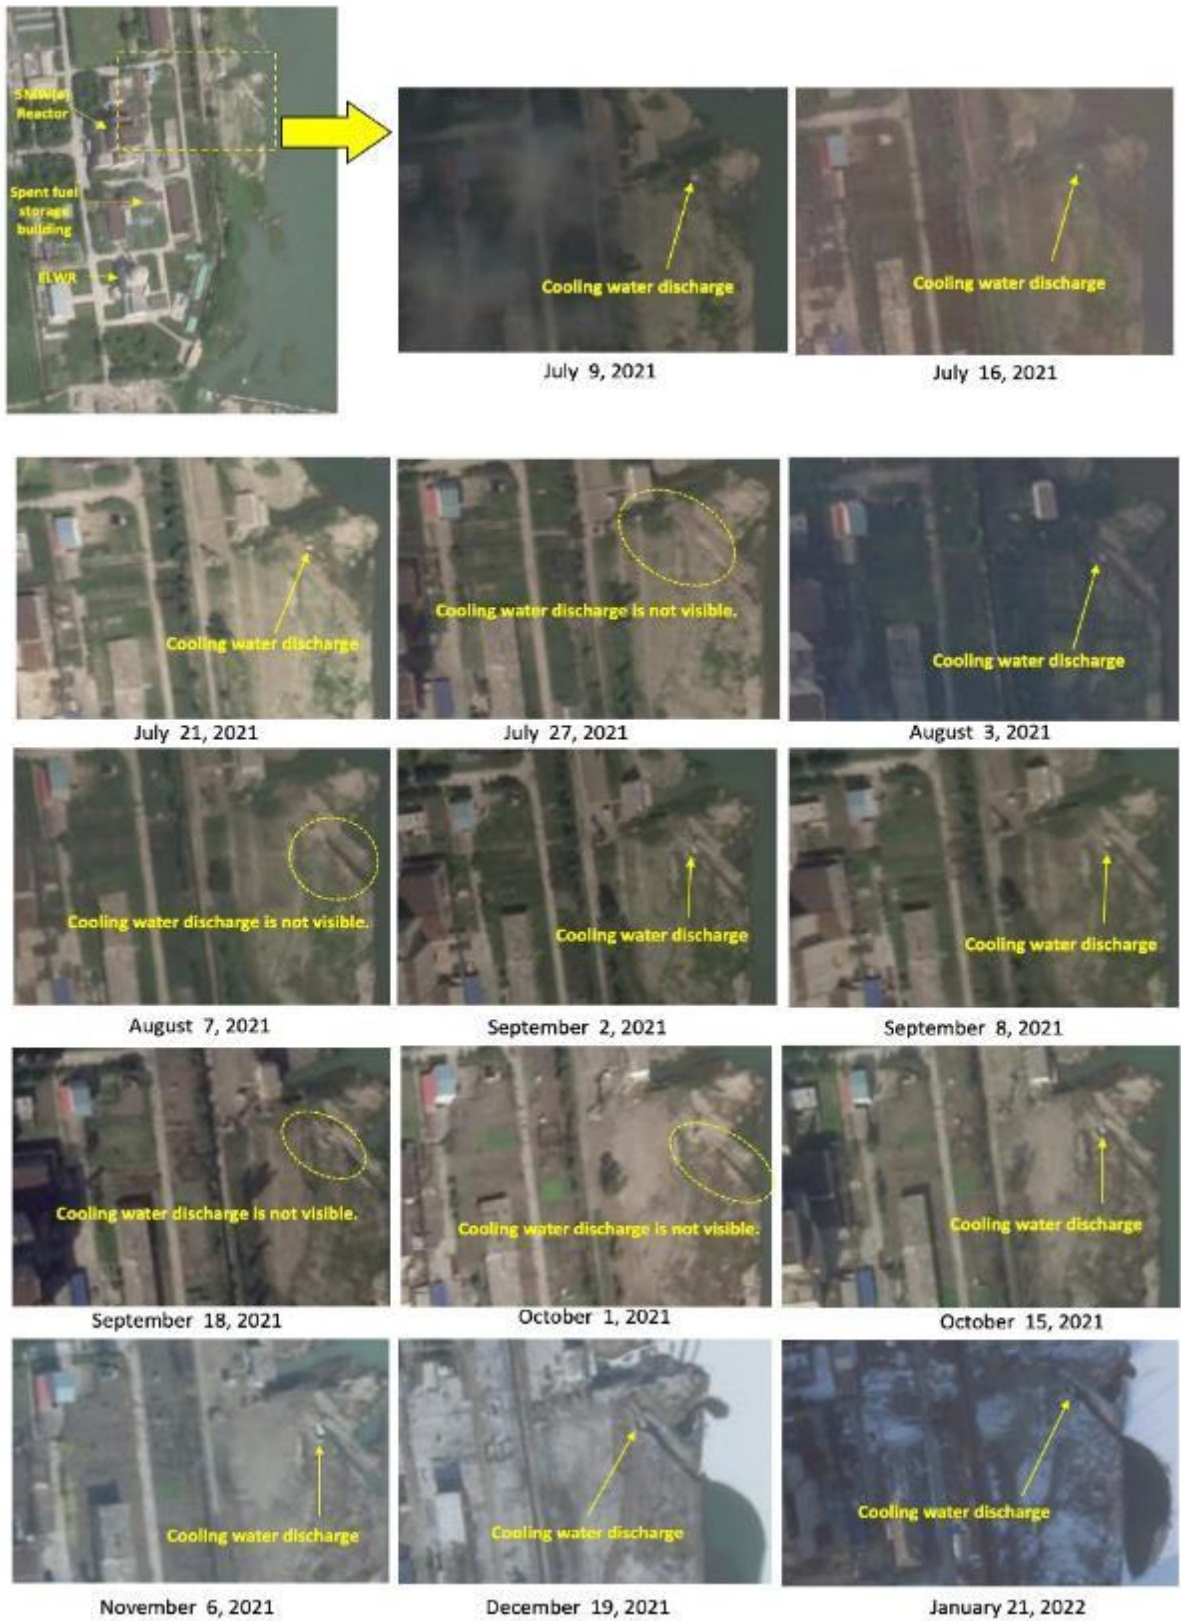 5MW(e)
Reactor
Spent fuel
storage
building
ELWR
Cooling water discharge
July 9, 2021
Cooling water discharge
July 16, 2021
Cooling water discharge
July 21, 2021
Cooling water discharge is not visible.
July 27, 2021
Cooling water discharge
August 3, 2021
Cooling water discharge is not visible.
August 7, 2021
Cooling water discharge
September 2, 2021
Cooling water discharge
September 8, 2021
Cooling water discharge is not visible.
September 18, 2021
Cooling water discharge is not visible.
October 1, 2021
Cooling water discharge
October 15, 2021
Cooling water discharge
November 6, 2021
Cooling water discharge
December 19, 2021
Cooling water discharge
January 21, 2022